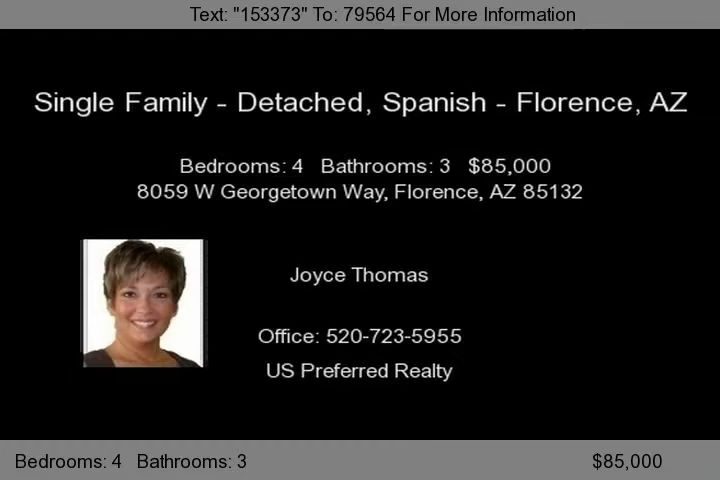 Text: "153373" To: 79564 For More Information
Single Family - Detached, Spanish - Florence, AZ
Bedrooms: 4 Bathrooms: 3 $85,000
8059 W Georgetown Way, Florence, AZ 85132
Joyce Thomas
Office: 520-723-5955
US Preferred Realty
Bedrooms: 4 Bathrooms: 3 $85,000